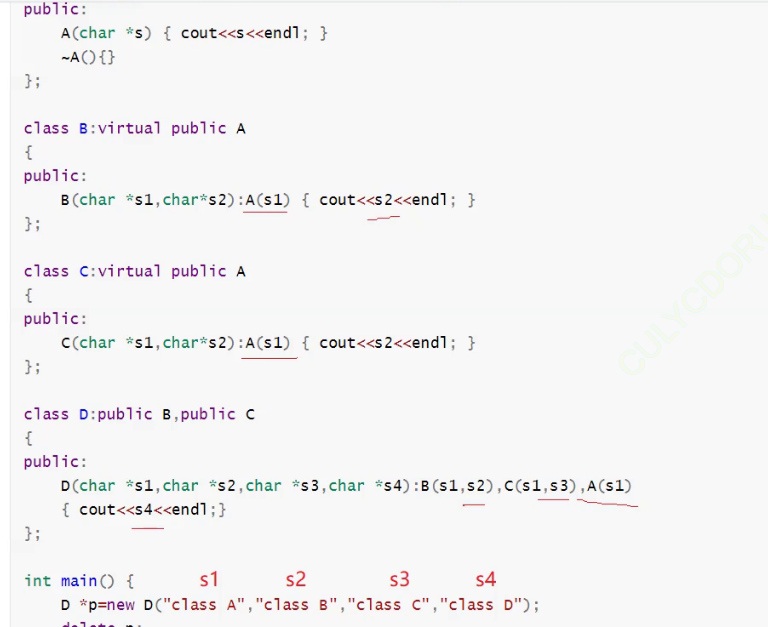 public:
    A(char *s) { cout<<s<<endl; }
    ~A(){}
};
class B:virtual public A
{
public:
    B(char *s1,char*s2):A(s1) { cout<<s2<<endl; }
};
class C:virtual public A
{
public:
    C(char *s1,char*s2):A(s1) { cout<<s2<<endl; }
};
class D:public B,public C
{
public:
    D(char *s1,char *s2,char *s3,char *s4):B(s1,s2),C(s1,s3),A(s1)
    { cout<<s4<<endl;}
};
int main() {
s1 s2 s3 s4
    D *p=new D("class A","class B","class C","class D");
    delete p;